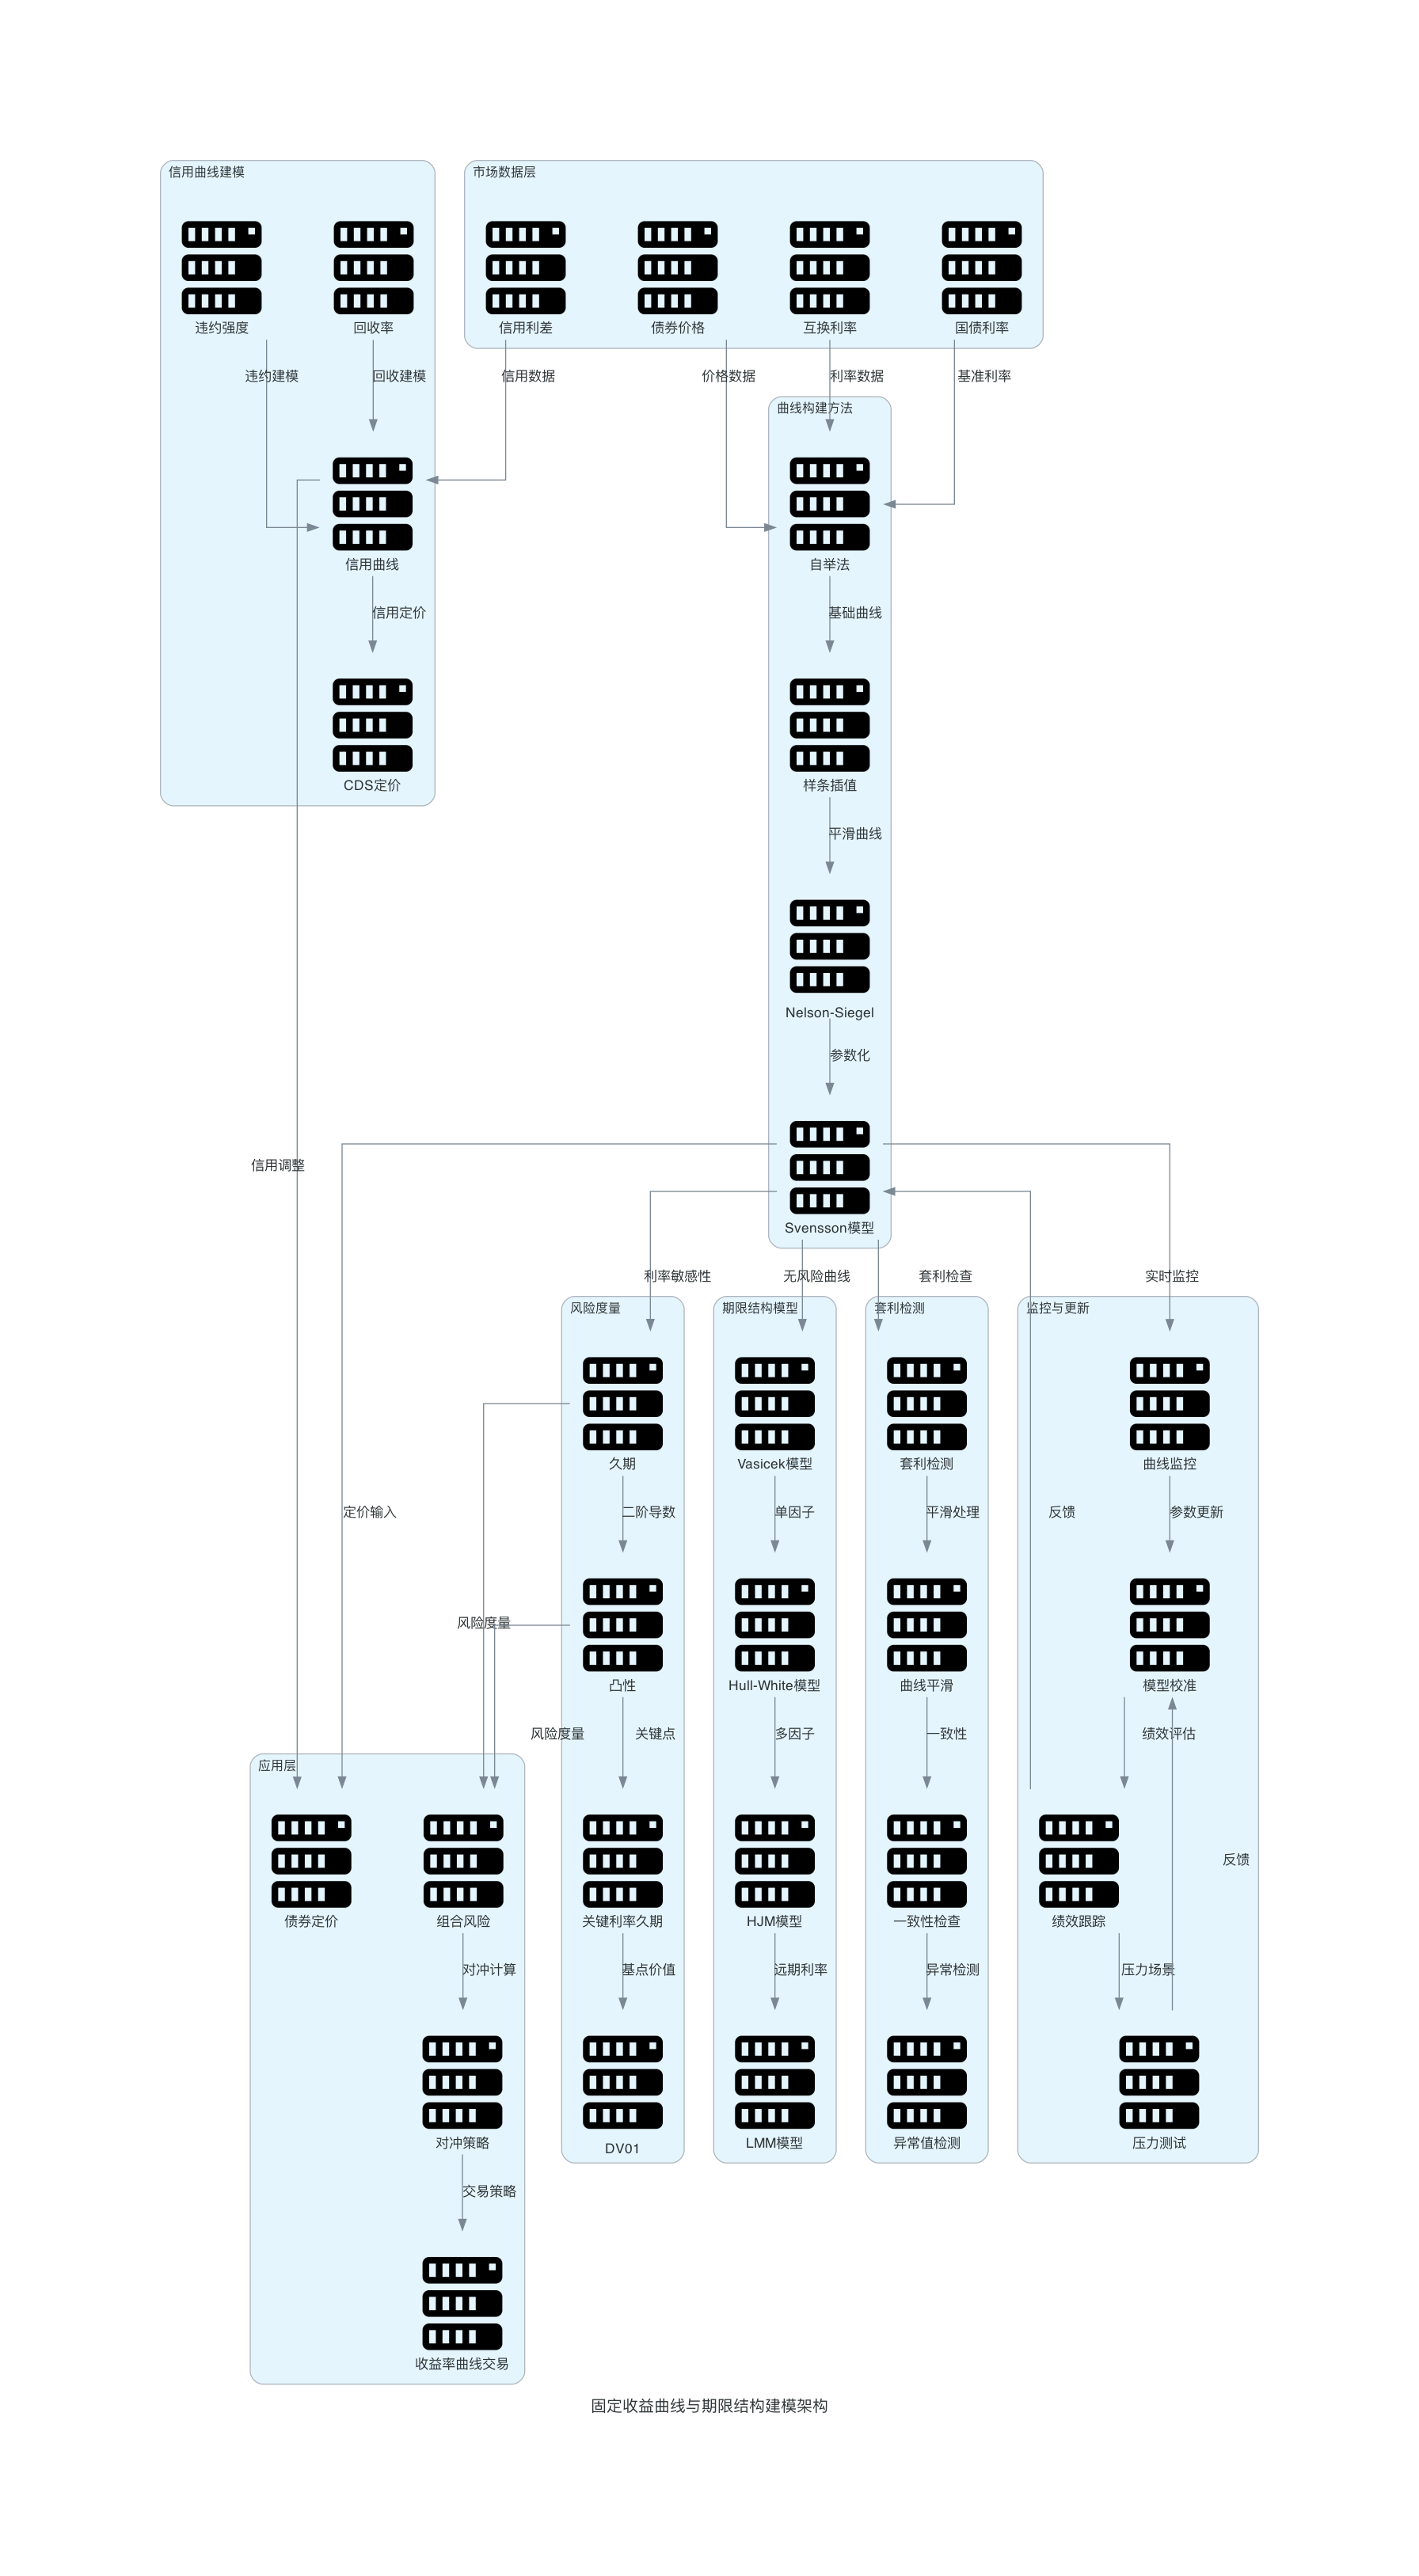 信用曲线建模
市场数据层
违约强度
回收率
信用利差
债券价格
互换利率
国债利率
违约建模
回收建模
信用数据
价格数据
利率数据
基准利率
曲线构建方法
信用曲线
自举法
信用定价
基础曲线
CDS定价
样条插值
平滑曲线
Nelson-Siegel
参数化
信用调整
Svensson模型
利率敏感性
无风险曲线
套利检查
实时监控
风险度量
期限结构模型
套利检测
监控与更新
久期
Vasicek模型
套利检测
曲线监控
定价输入
二阶导数
单因子
平滑处理
反馈
参数更新
风险度量
凸性
Hull-White模型
曲线平滑
模型校准
风险度量
关键点
多因子
一致性
绩效评估
应用层
反馈
债券定价
组合风险
关键利率久期
HJM模型
一致性检查
绩效跟踪
对冲计算
基点价值
远期利率
异常检测
压力场景
对冲策略
DV01
LMM模型
异常值检测
压力测试
交易策略
收益率曲线交易
固定收益曲线与期限结构建模架构